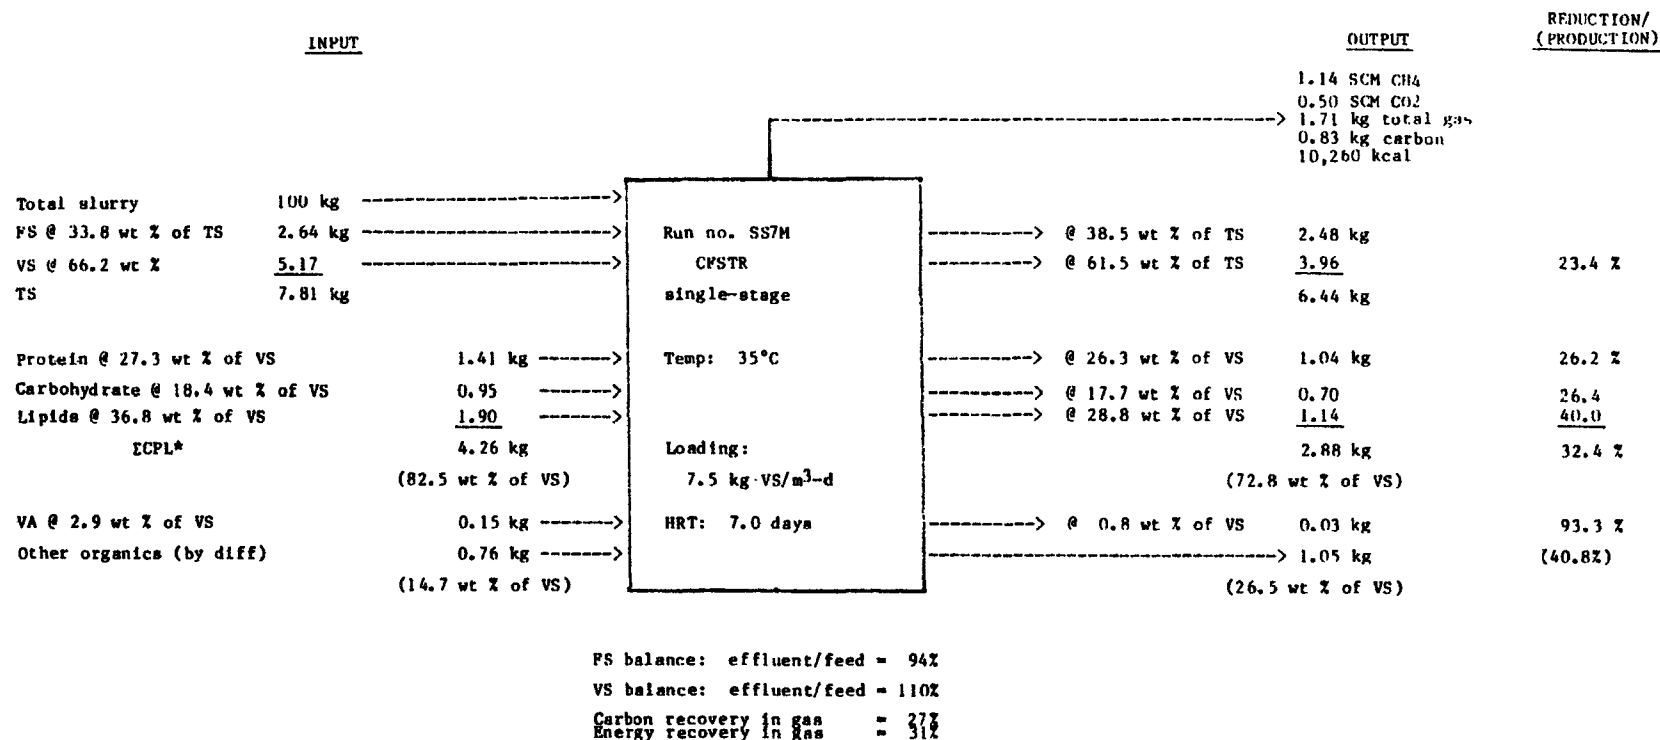 INPUT
OUTPUT
REDUCTION/
(PRODUCTION)
1.14 SCM CH4
0.50 SCM CO2
1.71 kg total gas
0.83 kg carbon
10,260 kcal
Total slurry 100 kg
FS @ 33.8 wt % of TS 2.64 kg Run no. SS7M @ 38.5 wt % of TS 2.48 kg
VS @ 66.2 wt % 5.17 CFSTR @ 61.5 wt % of TS 3.96 23.4 %
TS 7.81 kg single-stage 6.44 kg
Protein @ 27.3 wt % of VS 1.41 kg Temp: 35°C @ 26.3 wt % of VS 1.04 kg 26.2 %
Carbohydrate @ 18.4 wt % of VS 0.95 @ 17.7 wt % of VS 0.70 26.4
Lipids @ 36.8 wt % of VS 1.90 @ 28.8 wt % of VS 1.14 40.0
ΣCPL* 4.26 kg Loading: 2.88 kg 32.4 %
(82.5 wt % of VS) 7.5 kg·VS/m³-d (72.8 wt % of VS)
VA @ 2.9 wt % of VS 0.15 kg HRT: 7.0 days @ 0.8 wt % of VS 0.03 kg 93.3 %
Other organics (by diff) 0.76 kg 1.05 kg (40.8%)
(14.7 wt % of VS) (26.5 wt % of VS)
FS balance: effluent/feed = 94%
VS balance: effluent/feed = 110%
Carbon recovery in gas = 27%
Energy recovery in gas = 31%